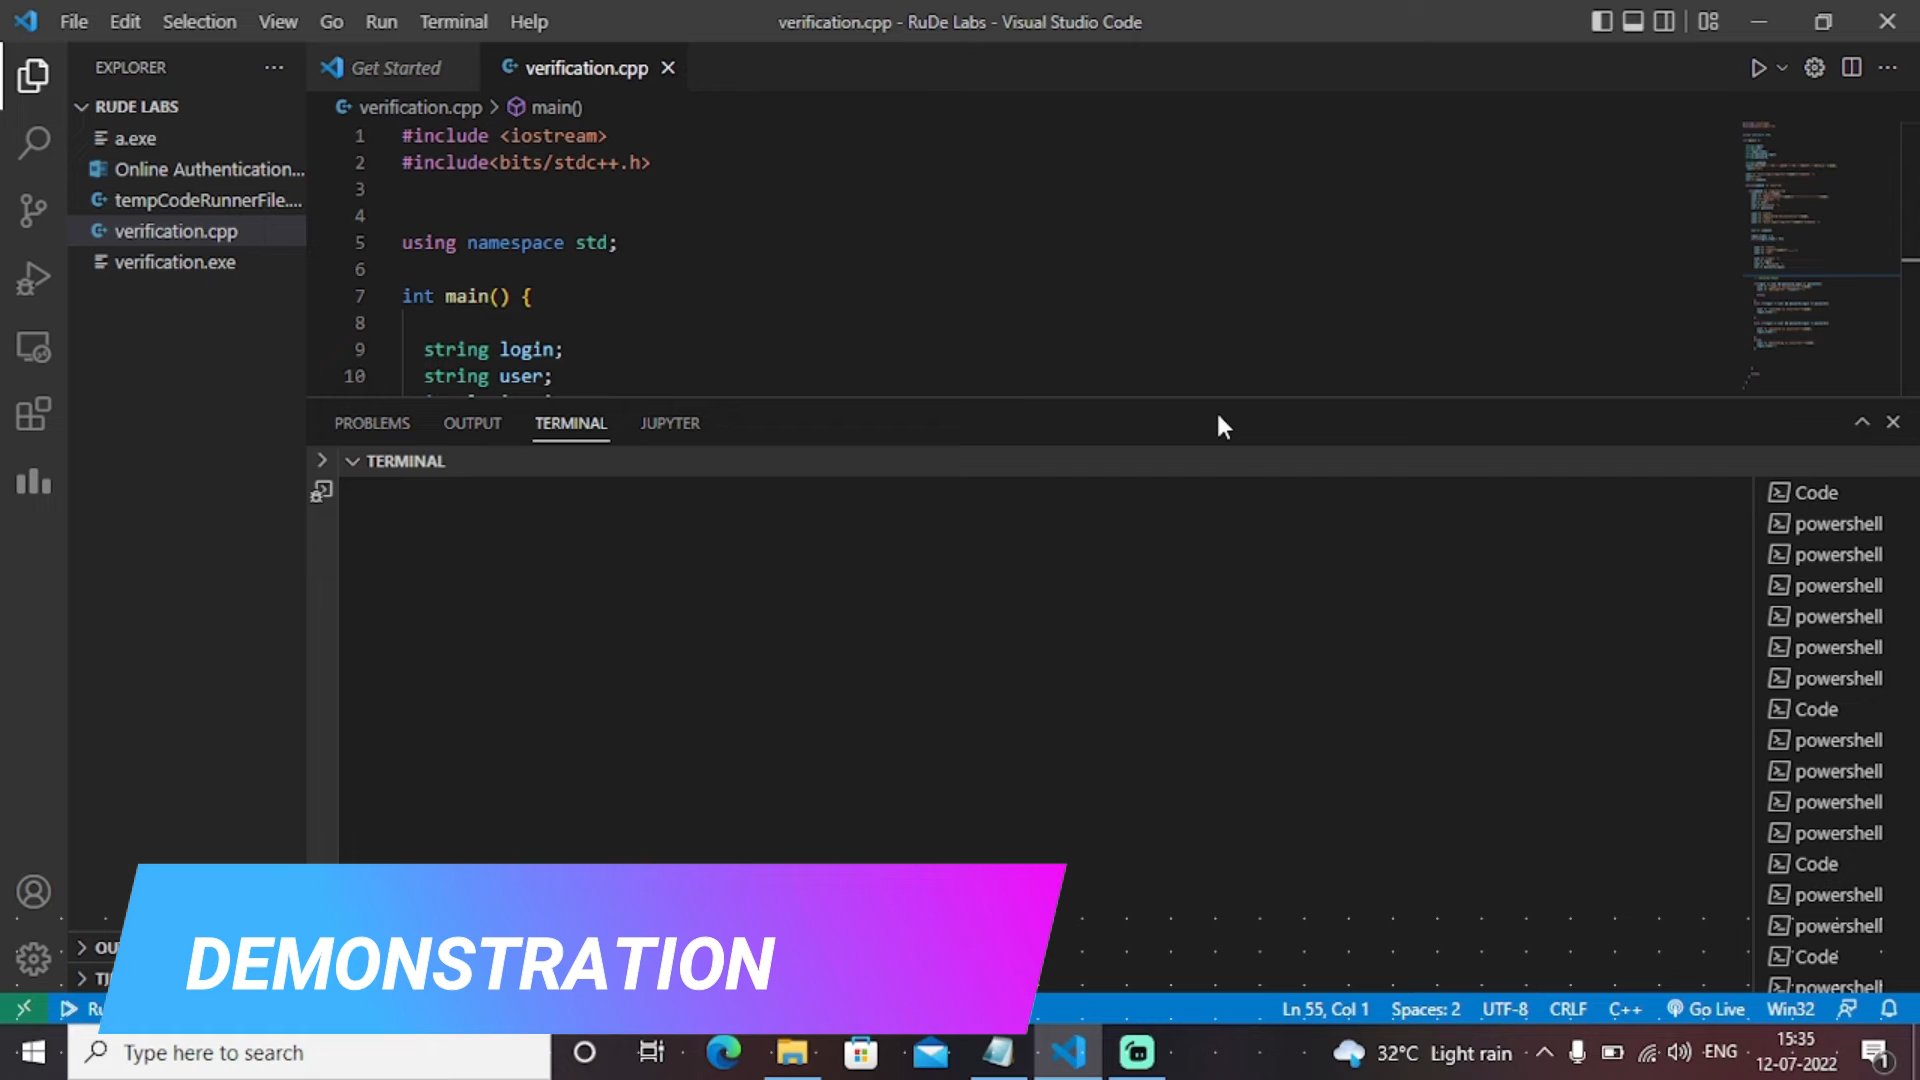 File Edit Selection View Go Run Terminal Help
verification.cpp - RuDe Labs - Visual Studio Code
EXPLORER
Get Started
verification.cpp
RUDE LABS
a.exe
Online Authentication...
tempCodeRunnerFile....
verification.cpp
verification.exe
verification.cpp > main()
1 #include <iostream>
2 #include<bits/stdc++.h>
3
4
5 using namespace std;
6
7 int main() {
8
9 string login;
10 string user;
PROBLEMS OUTPUT TERMINAL JUPYTER
TERMINAL
Code
powershell
powershell
powershell
powershell
powershell
powershell
Code
powershell
powershell
powershell
powershell
Code
powershell
powershell
Code
powershell
DEMONSTRATION
Ln 55, Col 1 Spaces: 2 UTF-8 CRLF C++ Go Live Win32
Type here to search
32°C Light rain ENG
15:35
12-07-2022
1